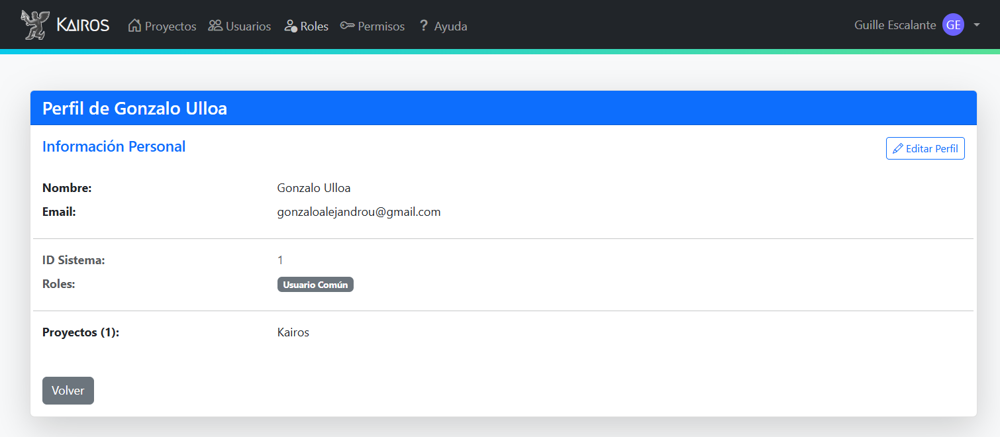 KAIROS Proyectos Usuarios Roles Permisos ? Ayuda Guille Escalante GE
Perfil de Gonzalo Ulloa
Información Personal Editar Perfil
Nombre: Gonzalo Ulloa
Email: gonzaloalejandrou@gmail.com
ID Sistema: 1
Roles: Usuario Común
Proyectos (1): Kairos
Volver